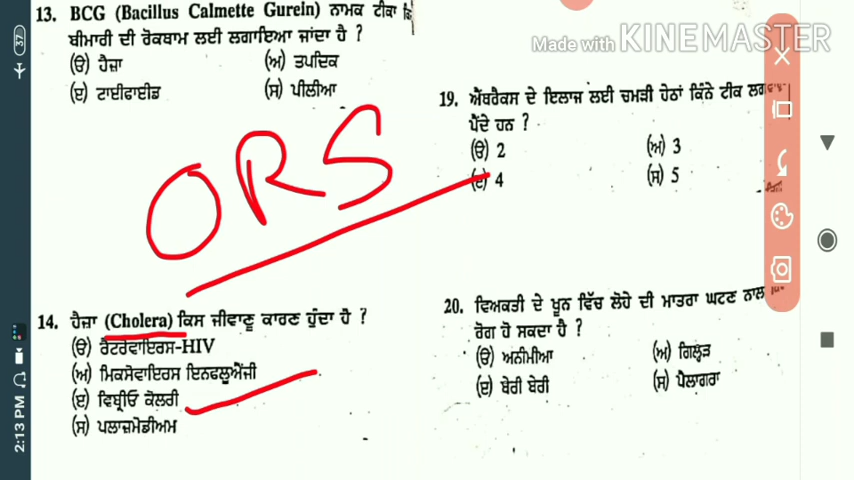 13. BCG (Bacillus Calmette Gurein) ਨਾਮਕ ਟੀਕਾ ਕਿ
ਬੀਮਾਰੀ ਦੀ ਰੋਕਥਾਮ ਲਈ ਲਗਾਇਆ ਜਾਂਦਾ ਹੈ ?
(ੳ) ਹੈਜ਼ਾ (ਅ) ਤਪਦਿਕ
(ੲ) ਟਾਈਫਾਈਡ (ਸ) ਪੀਲੀਆ
ORS
14. ਹੈਜ਼ਾ (Cholera) ਕਿਸ ਜੀਵਾਣੂ ਕਾਰਣ ਹੁੰਦਾ ਹੈ ?
(ੳ) ਰੈਟਰਵਾਇਰਸ-HIV
(ਅ) ਮਿਕਸੋਵਾਇਰਸ ਇਨਫਲੂਐਂਜੀ
(ੲ) ਵਿਬ੍ਰੀਓ ਕੋਲਰੀ
(ਸ) ਪਲਾਜ਼ਮੋਡੀਅਮ
Made with KINEMASTER
19. ਐਂਥਰੈਕਸ ਦੇ ਇਲਾਜ ਲਈ ਚਮੜੀ ਹੇਠਾਂ ਕਿੰਨੇ ਟੀਕ
ਪੈਂਦੇ ਹਨ ?
(ੳ) 2 (ਅ) 3
(ੲ) 4 (ਸ) 5
20. ਵਿਅਕਤੀ ਦੇ ਖੂਨ ਵਿੱਚ ਲੋਹੇ ਦੀ ਮਾਤਰਾ ਘਟਣ ਨਾਲ
ਰੋਗ ਹੋ ਸਕਦਾ ਹੈ ?
(ੳ) ਅਨੀਮੀਆ (ਅ) ਗਿਲ੍ਹੜ
(ੲ) ਬੇਰੀ ਬੇਰੀ (ਸ) ਪੈਲਾਗਰਾ
2:13 PM
37